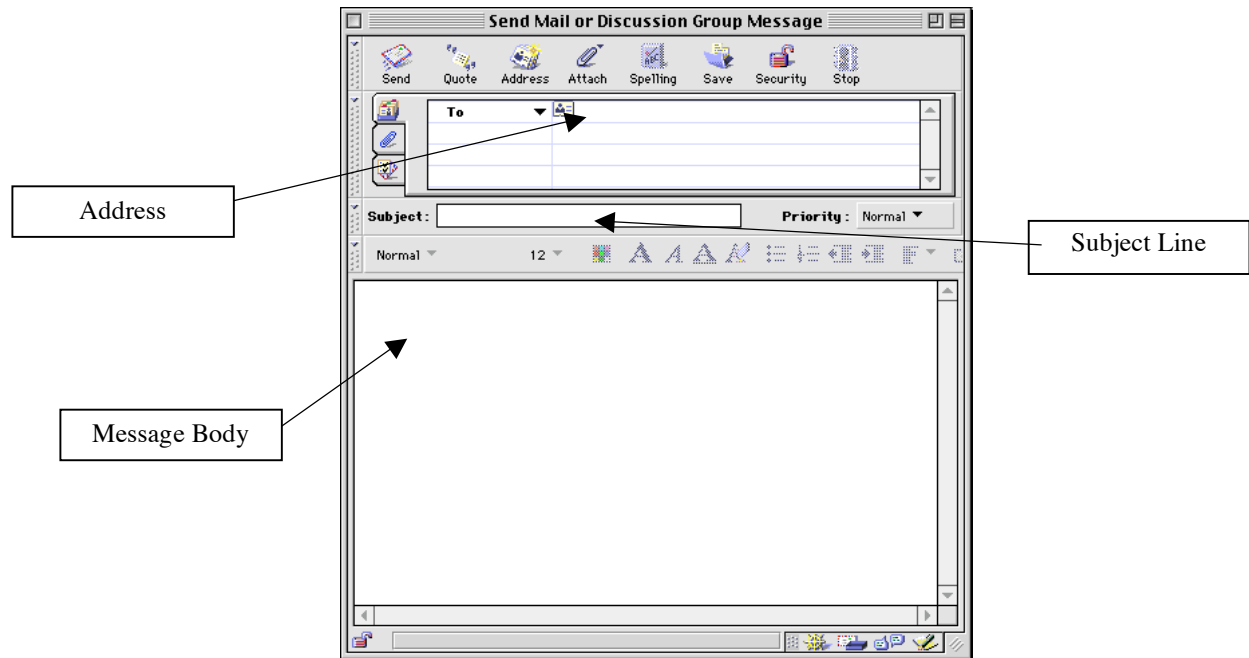 Send Mail or Discussion Group Message
Send Quote Address Attach Spelling Save Security Stop
To
Address
Subject: Priority: Normal
Subject Line
Normal 12
Message Body